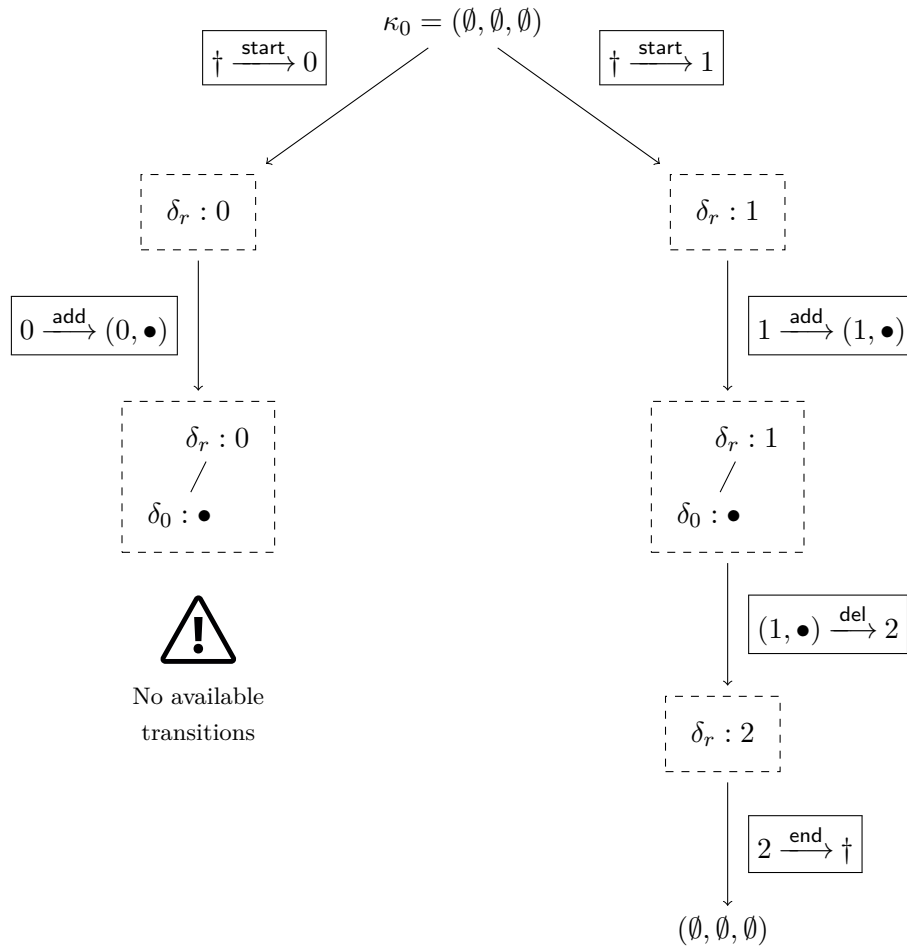 κ₀ = (∅, ∅, ∅)
† start⟶ 0
† start⟶ 1
δᵣ : 0
δᵣ : 1
0 add⟶ (0, •)
1 add⟶ (1, •)
δᵣ : 0
δᵣ : 1
δ₀ : •
δ₀ : •
(1, •) del⟶ 2
No available
transitions
δᵣ : 2
2 end⟶ †
(∅, ∅, ∅)